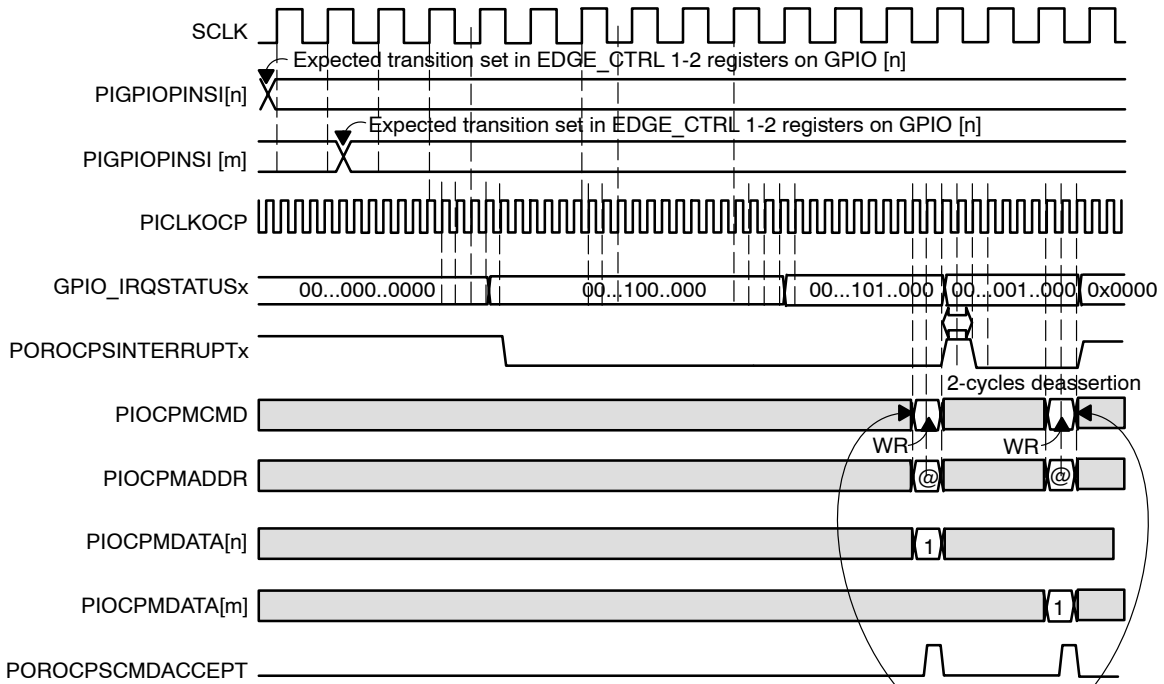 SCLK
Expected transition set in EDGE_CTRL 1-2 registers on GPIO [n]
PIGPIOPINSI[n]
Expected transition set in EDGE_CTRL 1-2 registers on GPIO [n]
PIGPIOPINSI [m]
PICLKOCP
GPIO_IRQSTATUSx 00...000..0000 00...100..000 00...101..000 00...001..000 0x0000
POROCPSINTERRUPTx
2-cycles deassertion
PIOCPMCMD
WR WR
PIOCPMADDR @ @
PIOCPMDATA[n] 1
PIOCPMDATA[m] 1
POROCPSCMDACCEPT